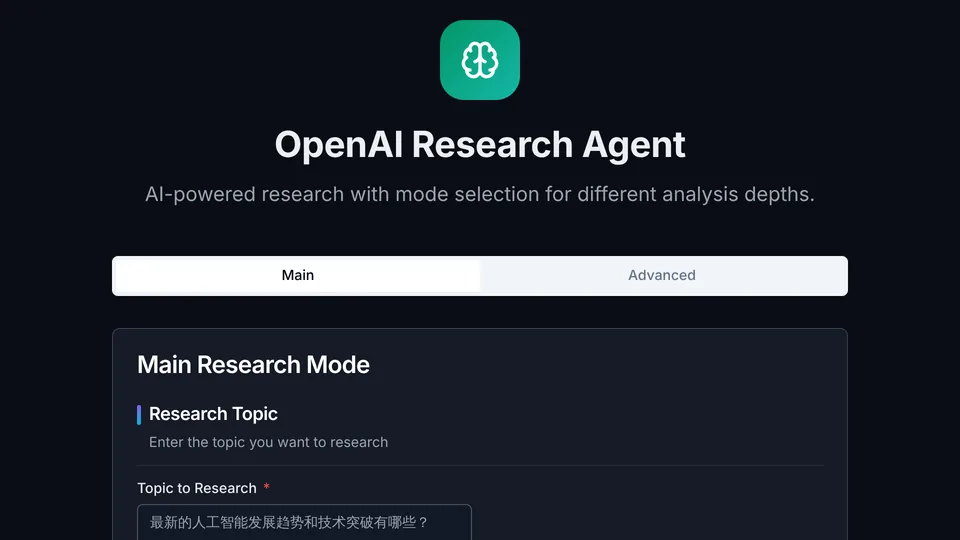 OpenAI Research Agent
AI-powered research with mode selection for different analysis depths.
Main
Advanced
Main Research Mode
Research Topic
Enter the topic you want to research
Topic to Research *
最新的人工智能发展趋势和技术突破有哪些？